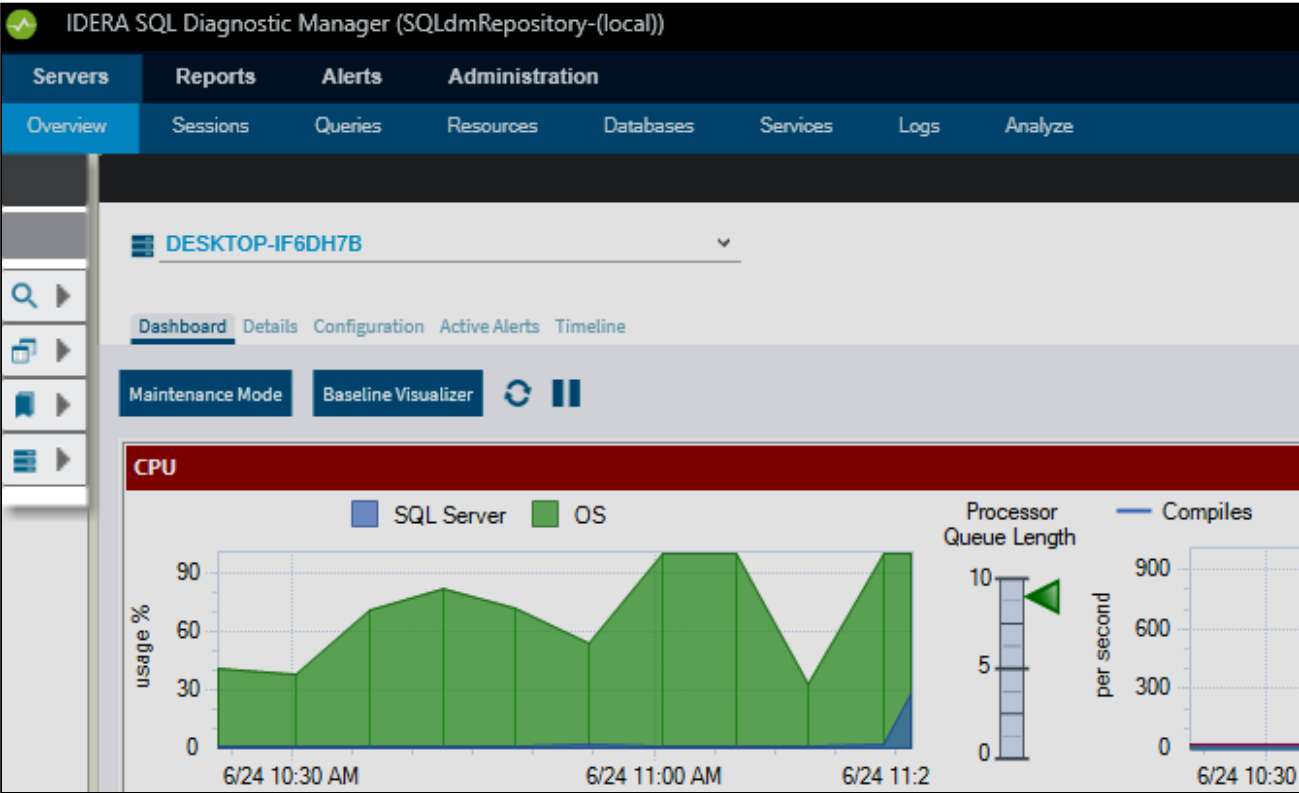 IDERA SQL Diagnostic Manager (SQLdmRepository-(local))
Servers Reports Alerts Administration
Overview Sessions Queries Resources Databases Services Logs Analyze
DESKTOP-IF6DH7B
Dashboard Details Configuration Active Alerts Timeline
Maintenance Mode Baseline Visualizer
CPU
SQL Server OS
usage %
90
60
30
0
6/24 10:30 AM 6/24 11:00 AM 6/24 11:2
Processor
Queue Length
10
5
0
Compiles
per second
900
600
300
0
6/24 10:30